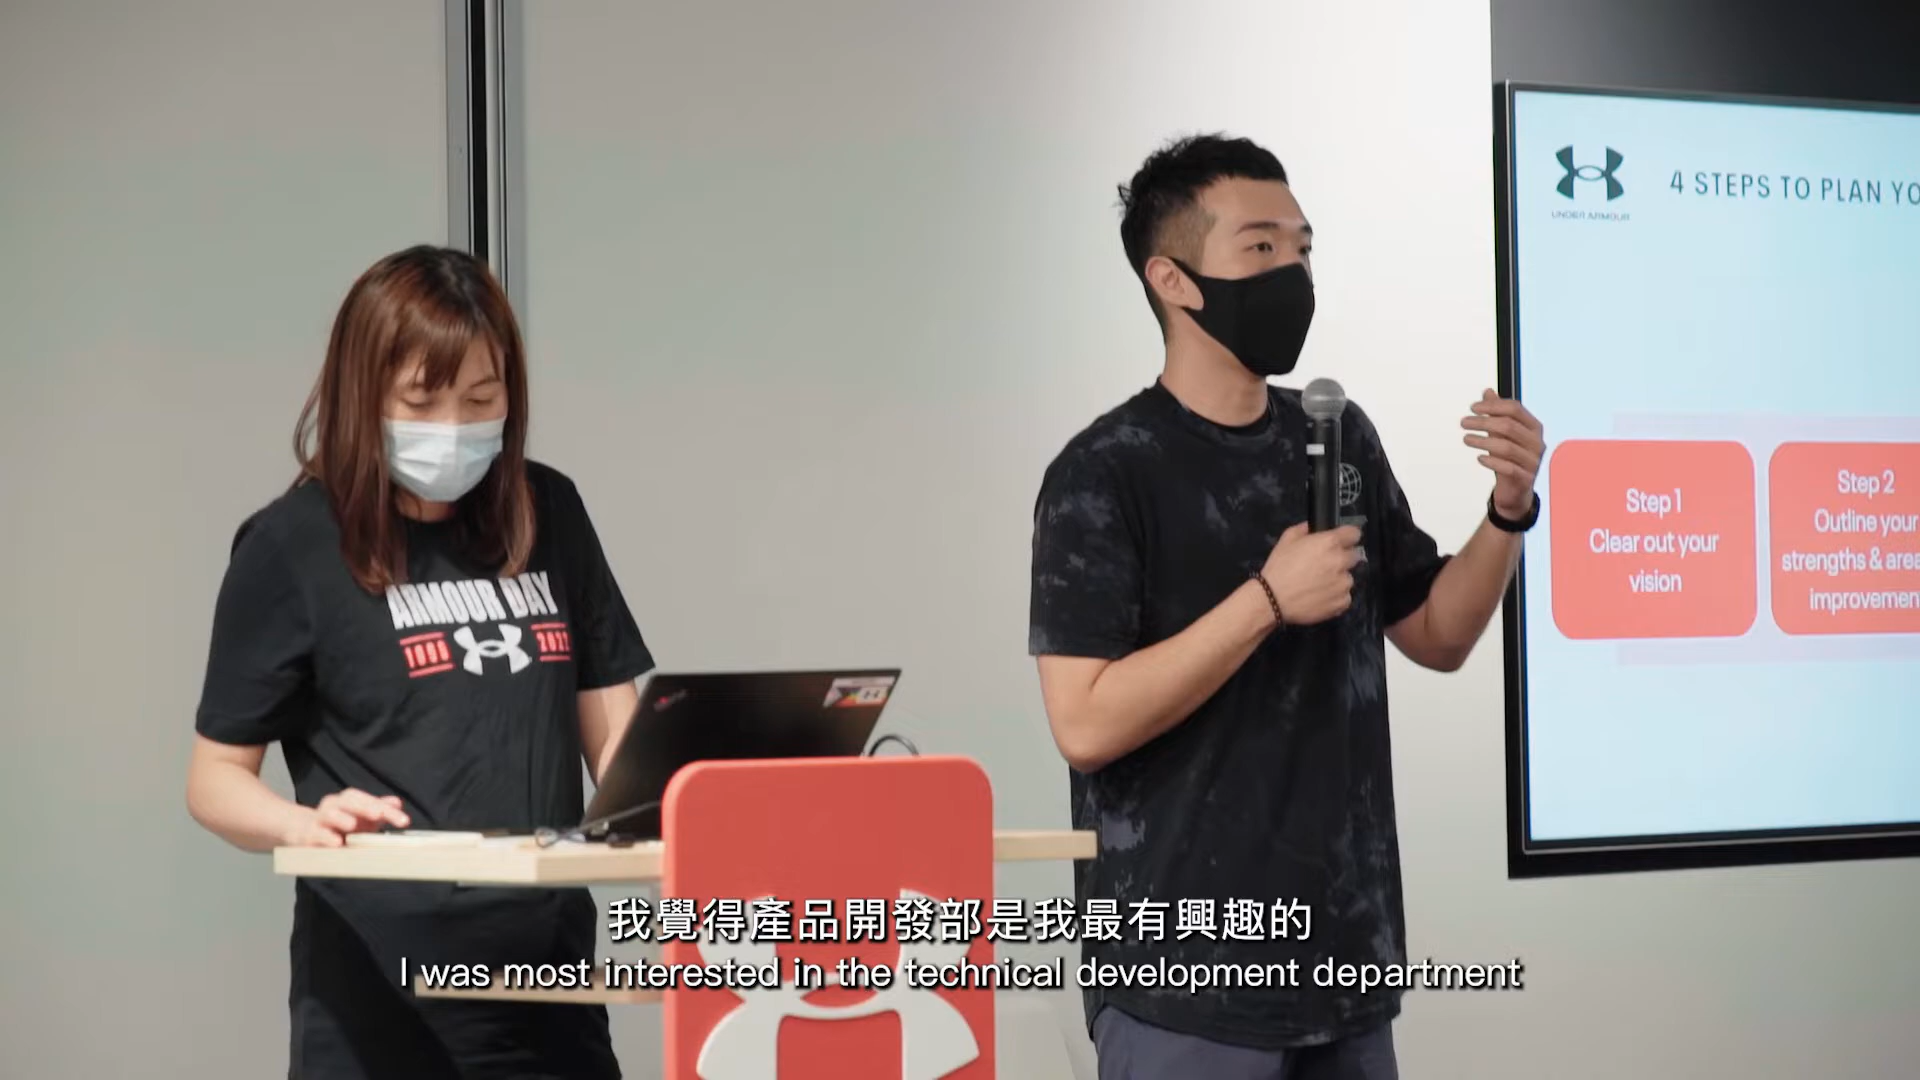 UNDER ARMOUR
4 STEPS TO PLAN YO
Step 1
Clear out your
vision
Step 2
Outline your
strengths & area
improvemen
ARMOUR DAY
1996 2022
我覺得產品開發部是我最有興趣的
I was most interested in the technical development department